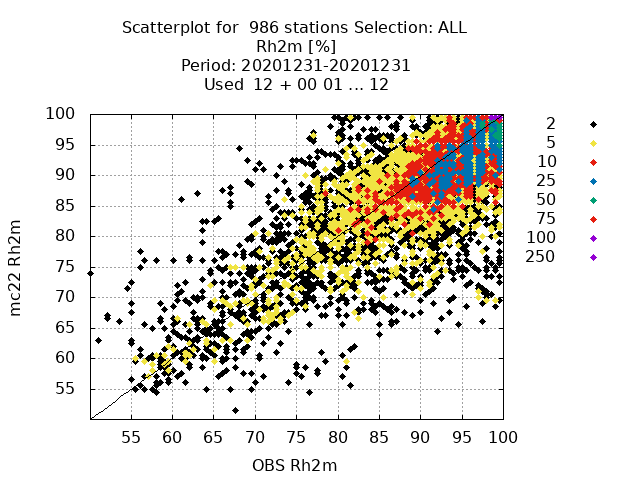 Scatterplot for  986 stations Selection: ALL
Rh2m [%]
Period: 20201231-20201231
Used  12 + 00 01 ... 12
100
95
90
85
80
75
70
65
60
55
mc22 Rh2m
55 60 65 70 75 80 85 90 95 100
OBS Rh2m
2
5
10
25
50
75
100
250